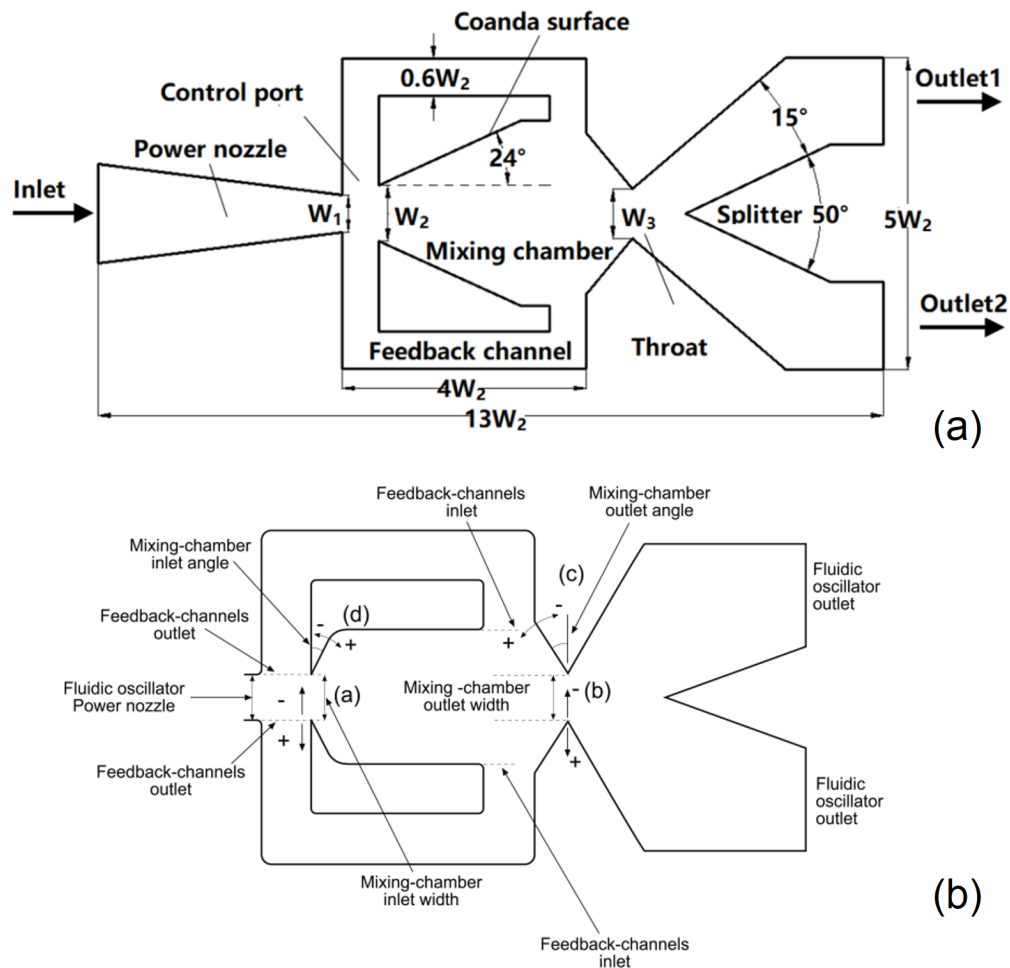 Coanda surface
0.6W₂
Control port
Outlet1
15°
Power nozzle
24°
Inlet
W₁
W₂
W₃
Splitter
50°
5W₂
Mixing chamber
Outlet2
Feedback channel
Throat
4W₂
13W₂
(a)
Feedback-channels
inlet
Mixing-chamber
outlet angle
Mixing-chamber
inlet angle
(c)
Fluidic
oscillator
outlet
-
(d)
-
Feedback-channels
outlet
+
+
Fluidic oscillator
Power nozzle
-
(a)
Mixing -chamber
outlet width
-
(b)
+
+
Feedback-channels
outlet
Fluidic
oscillator
outlet
Mixing-chamber
inlet width
(b)
Feedback-channels
inlet